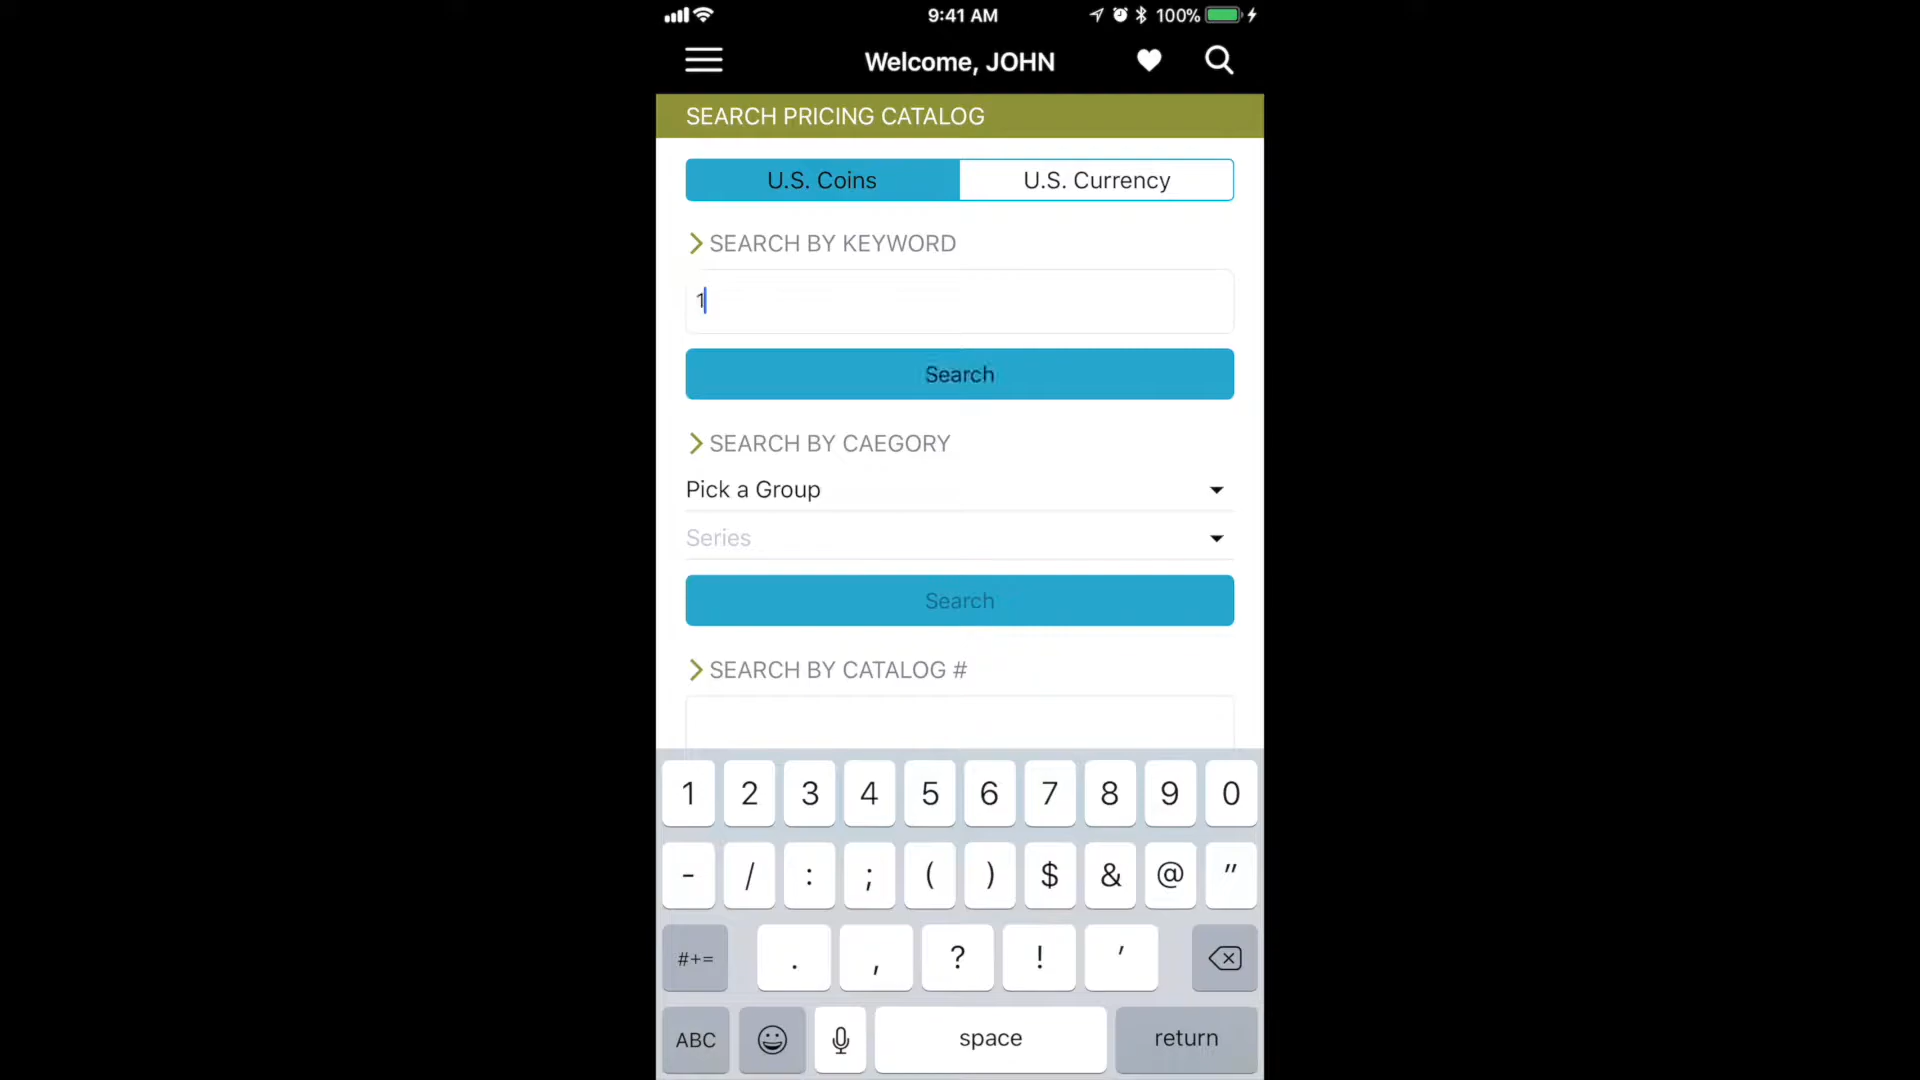 9:41 AM
100%
Welcome, JOHN
SEARCH PRICING CATALOG
U.S. Coins
U.S. Currency
SEARCH BY KEYWORD
1
Search
SEARCH BY CAEGORY
Pick a Group
Series
Search
SEARCH BY CATALOG #
1 2 3 4 5 6 7 8 9 0
- / : ; ( ) $ & @ "
#+= . , ? ! '
ABC space return